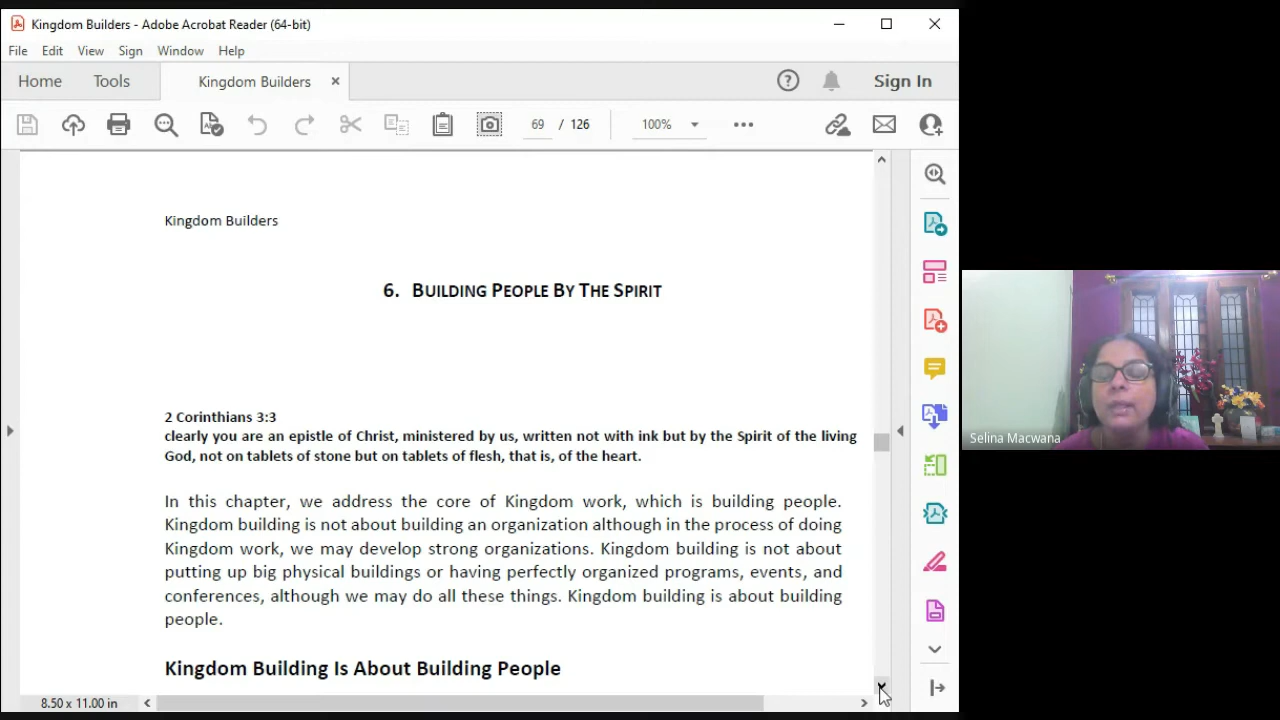 Kingdom Builders - Adobe Acrobat Reader (64-bit)
File Edit View Sign Window Help
Home Tools Kingdom Builders × Sign In
69 / 126 100%
Kingdom Builders
6. BUILDING PEOPLE BY THE SPIRIT
2 Corinthians 3:3
clearly you are an epistle of Christ, ministered by us, written not with ink but by the Spirit of the living
God, not on tablets of stone but on tablets of flesh, that is, of the heart.
In this chapter, we address the core of Kingdom work, which is building people.
Kingdom building is not about building an organization although in the process of doing
Kingdom work, we may develop strong organizations. Kingdom building is not about
putting up big physical buildings or having perfectly organized programs, events, and
conferences, although we may do all these things. Kingdom building is about building
people.
Kingdom Building Is About Building People
8.50 x 11.00 in
Selina Macwana